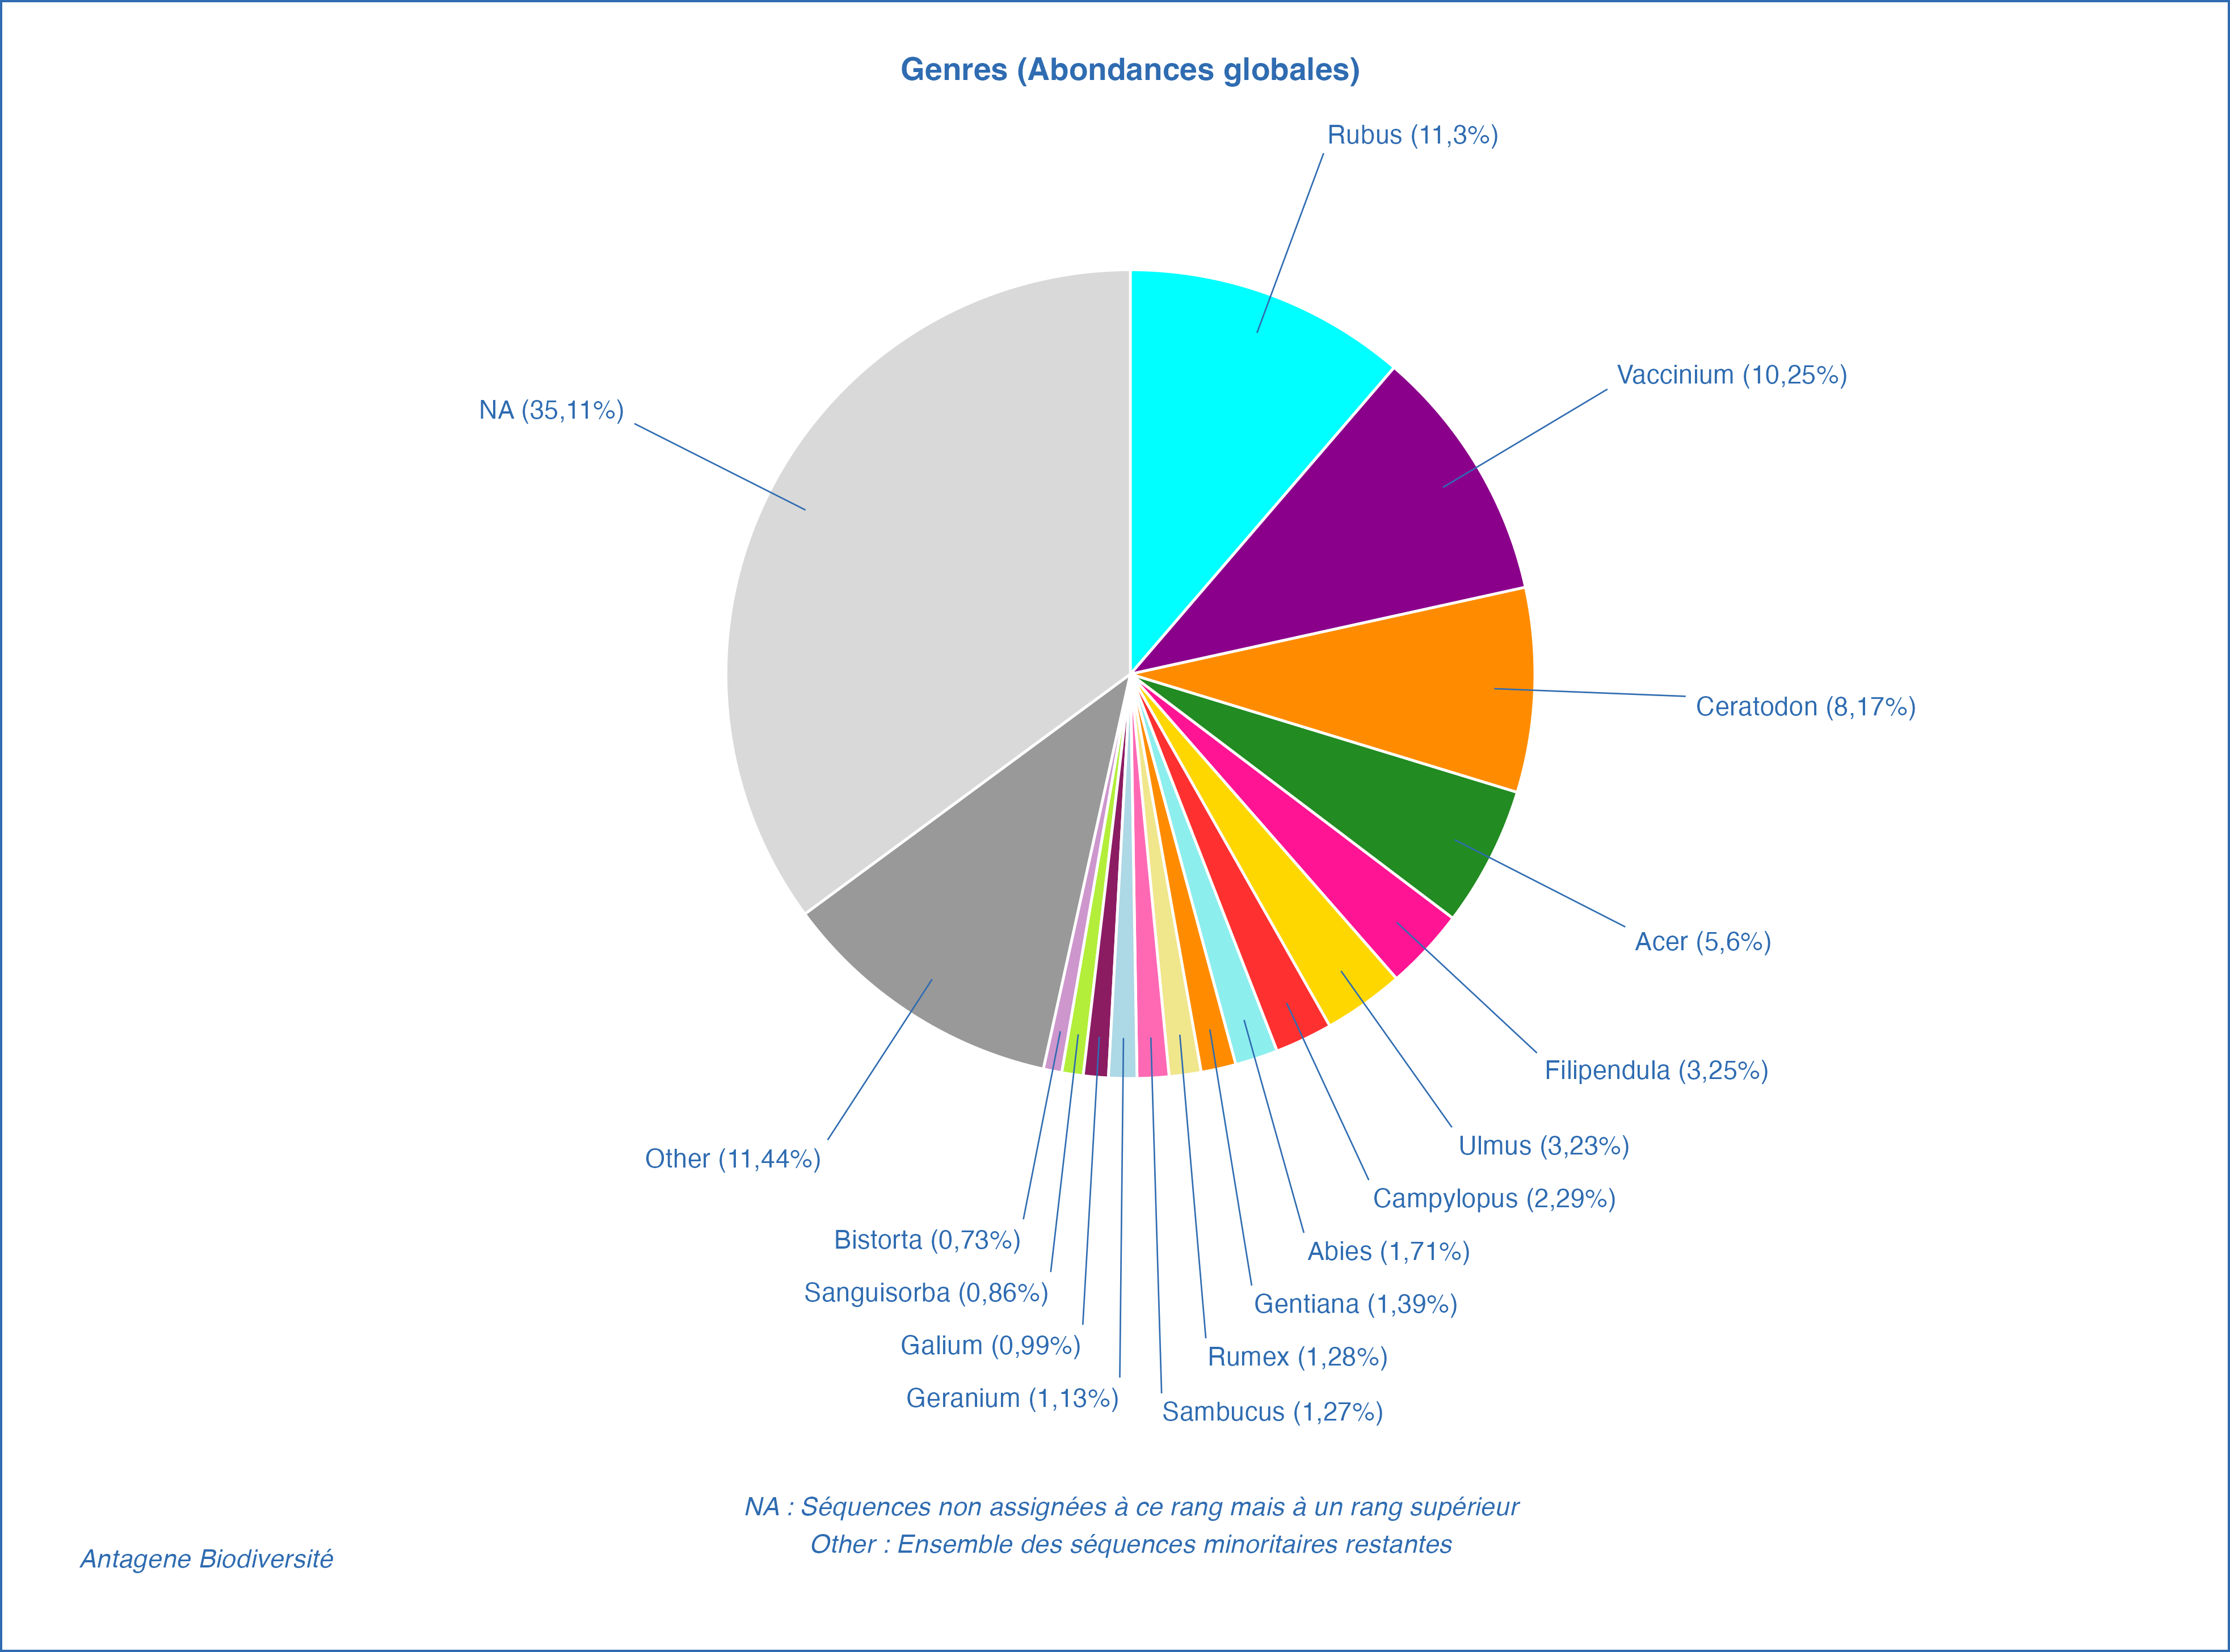 Genres (Abondances globales)
Rubus (11,3%)
Vaccinium (10,25%)
NA (35,11%)
Ceratodon (8,17%)
Acer (5,6%)
Filipendula (3,25%)
Ulmus (3,23%)
Other (11,44%)
Campylopus (2,29%)
Bistorta (0,73%)
Abies (1,71%)
Sanguisorba (0,86%)
Gentiana (1,39%)
Galium (0,99%)
Rumex (1,28%)
Geranium (1,13%)
Sambucus (1,27%)
NA : Séquences non assignées à ce rang mais à un rang supérieur
Other : Ensemble des séquences minoritaires restantes
Antagene Biodiversité